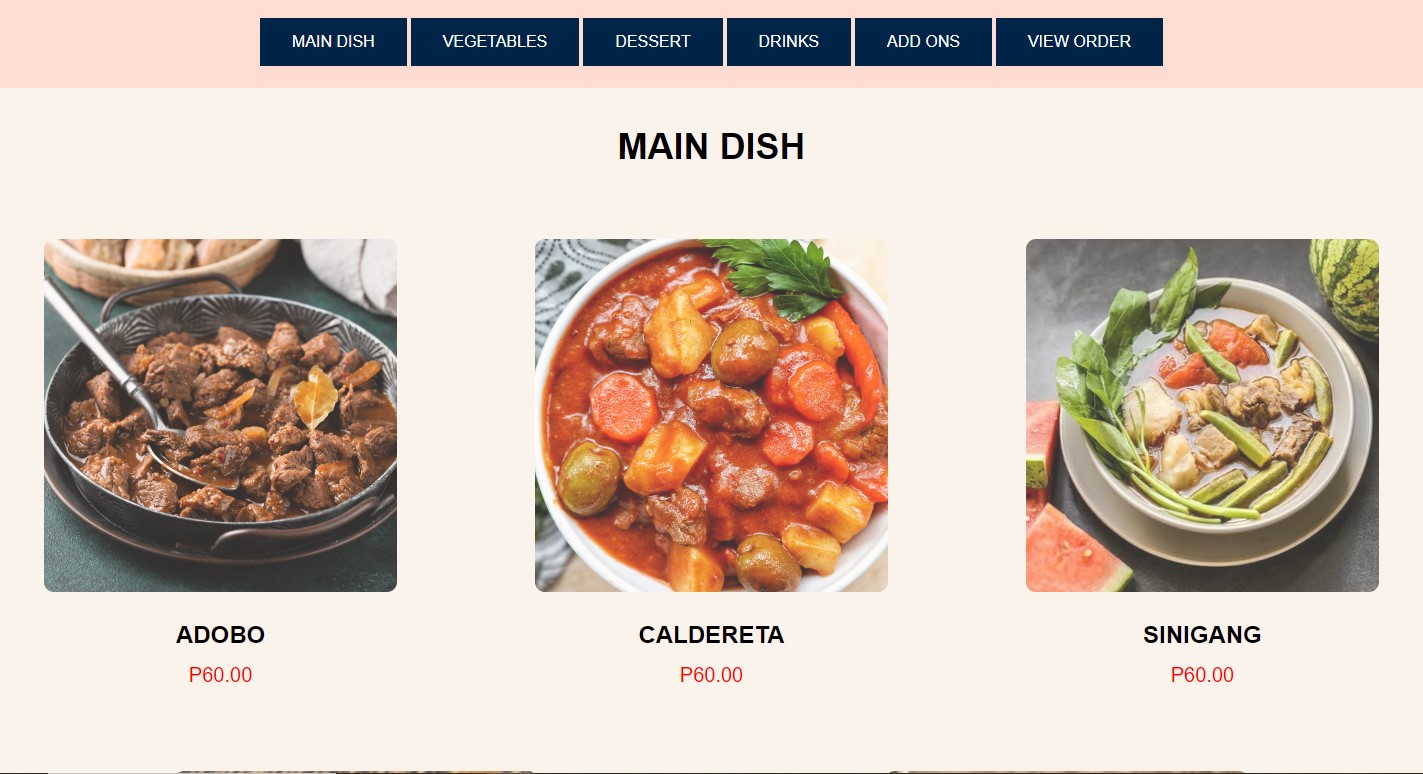 MAIN DISH VEGETABLES DESSERT DRINKS ADD ONS VIEW ORDER
MAIN DISH
ADOBO CALDERETA SINIGANG
P60.00 P60.00 P60.00